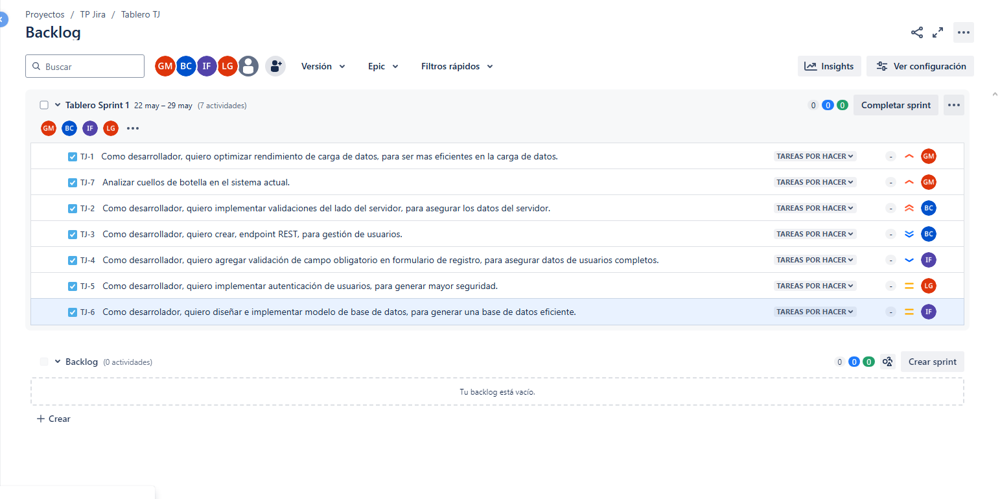 Proyectos / TP Jira / Tablero TJ
Backlog
Buscar GM BC IF LG Versión Epic Filtros rápidos Insights Ver configuración
Tablero Sprint 1 22 may – 29 may (7 actividades) 0 0 0 Completar sprint
GM BC IF LG
TJ-1 Como desarrollador, quiero optimizar rendimiento de carga de datos, para ser mas eficientes en la carga de datos. TAREAS POR HACER - GM
TJ-7 Analizar cuellos de botella en el sistema actual. TAREAS POR HACER - GM
TJ-2 Como desarrollador, quiero implementar validaciones del lado del servidor, para asegurar los datos del servidor. TAREAS POR HACER - BC
TJ-3 Como desarrollador, quiero crear, endpoint REST, para gestión de usuarios. TAREAS POR HACER - BC
TJ-4 Como desarrollador, quiero agregar validación de campo obligatorio en formulario de registro, para asegurar datos de usuarios completos. TAREAS POR HACER - IF
TJ-5 Como desarrollador, quiero implementar autenticación de usuarios, para generar mayor seguridad. TAREAS POR HACER - LG
TJ-6 Como desarrolador, quiero diseñar e implementar modelo de base de datos, para generar una base de datos eficiente. TAREAS POR HACER - IF
Backlog (0 actividades) 0 0 0 Crear sprint
Tu backlog está vacío.
+ Crear